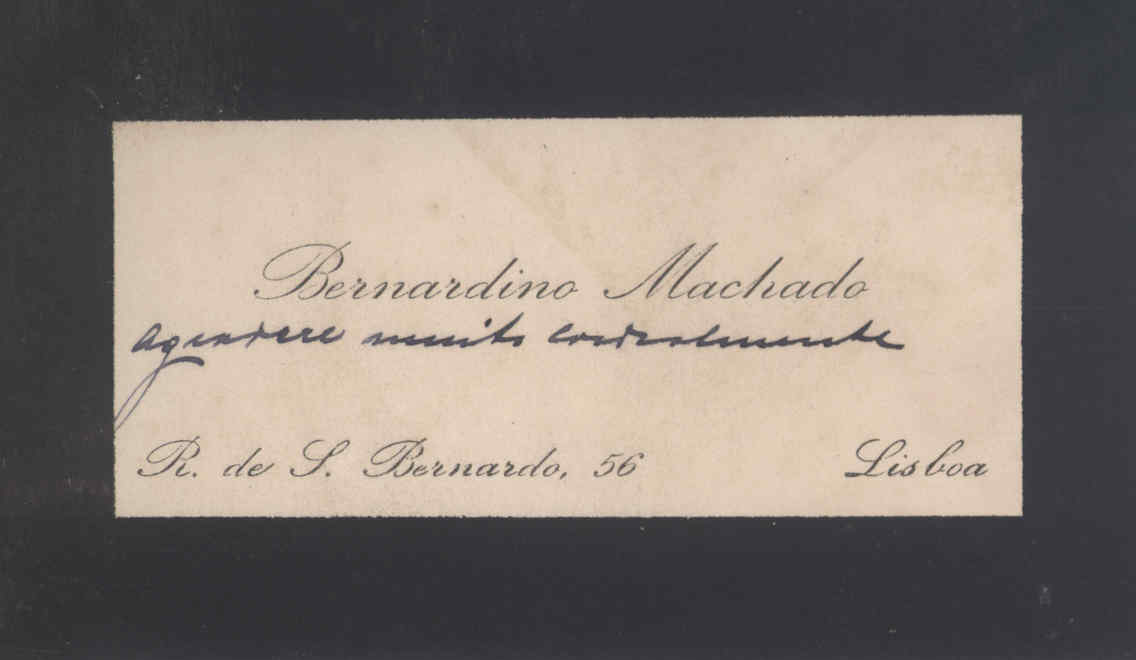 Bernardino Machado
agradece muito cordealmente
R. de S. Bernardo, 56 Lisboa